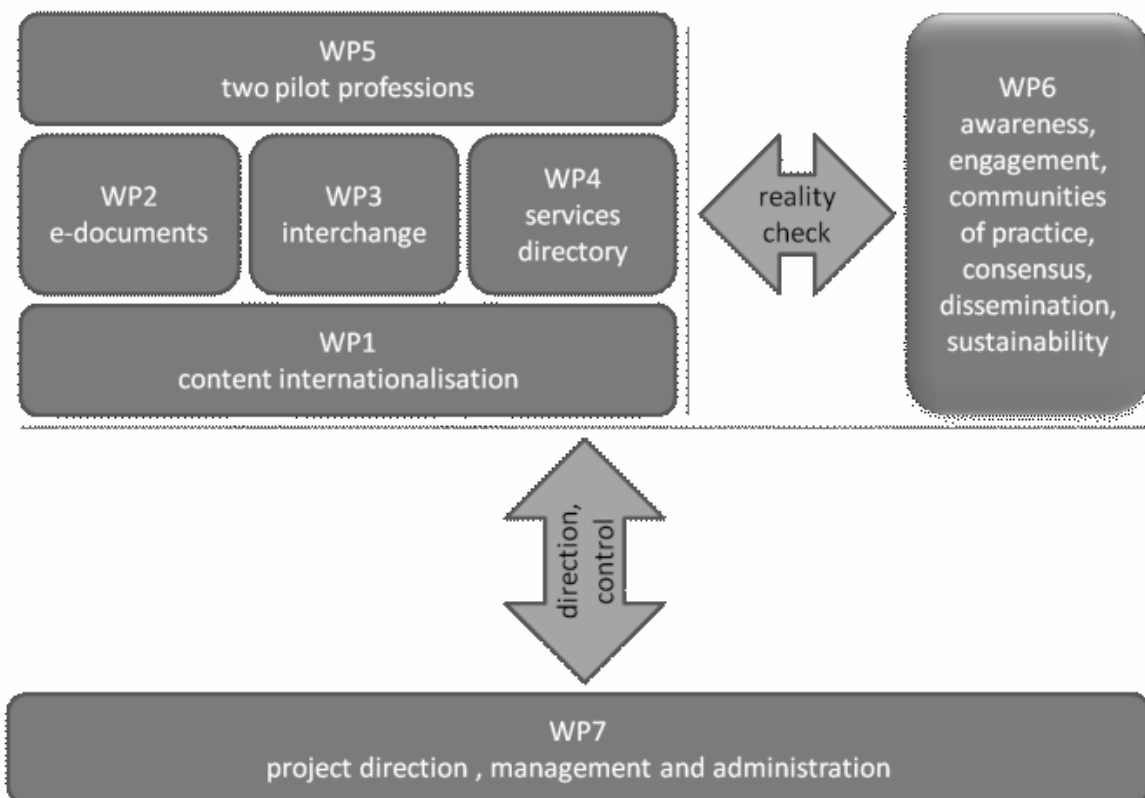 WP5
two pilot professions
WP2
e-documents
WP3
interchange
WP4
services
directory
WP1
content internationalisation
reality
check
WP6
awareness,
engagement,
communities
of practice,
consensus,
dissemination,
sustainability
direction,
control
WP7
project direction , management and administration